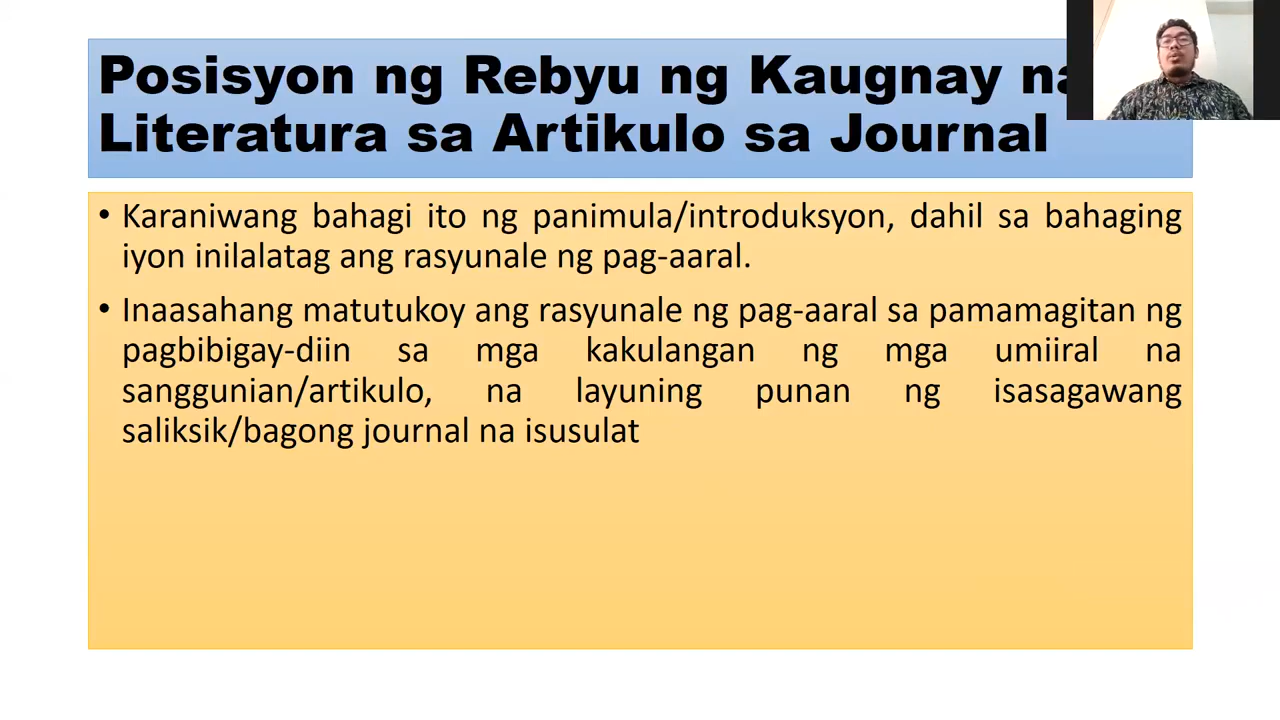 Posisyon ng Rebyu ng Kaugnay na
Literatura sa Artikulo sa Journal
• Karaniwang bahagi ito ng panimula/introduksyon, dahil sa bahaging
iyon inilalatag ang rasyunale ng pag-aaral.
• Inaasahang matutukoy ang rasyunale ng pag-aaral sa pamamagitan ng
pagbibigay-diin sa mga kakulangan ng mga umiiral na
sanggunian/artikulo, na layuning punan ng isasagawang
saliksik/bagong journal na isusulat